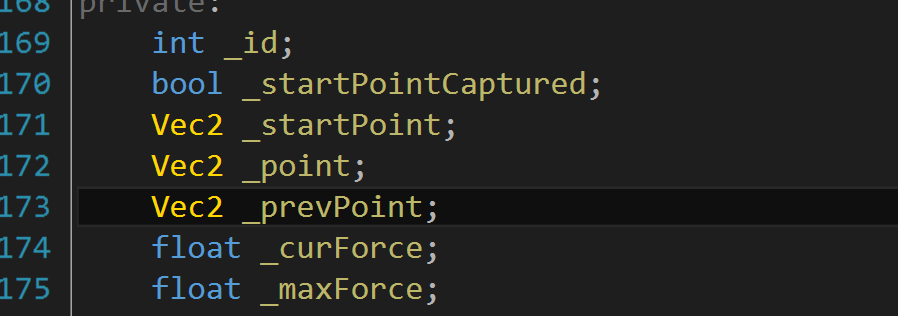 168 private:
169 int _id;
170 bool _startPointCaptured;
171 Vec2 _startPoint;
172 Vec2 _point;
173 Vec2 _prevPoint;
174 float _curForce;
175 float _maxForce;